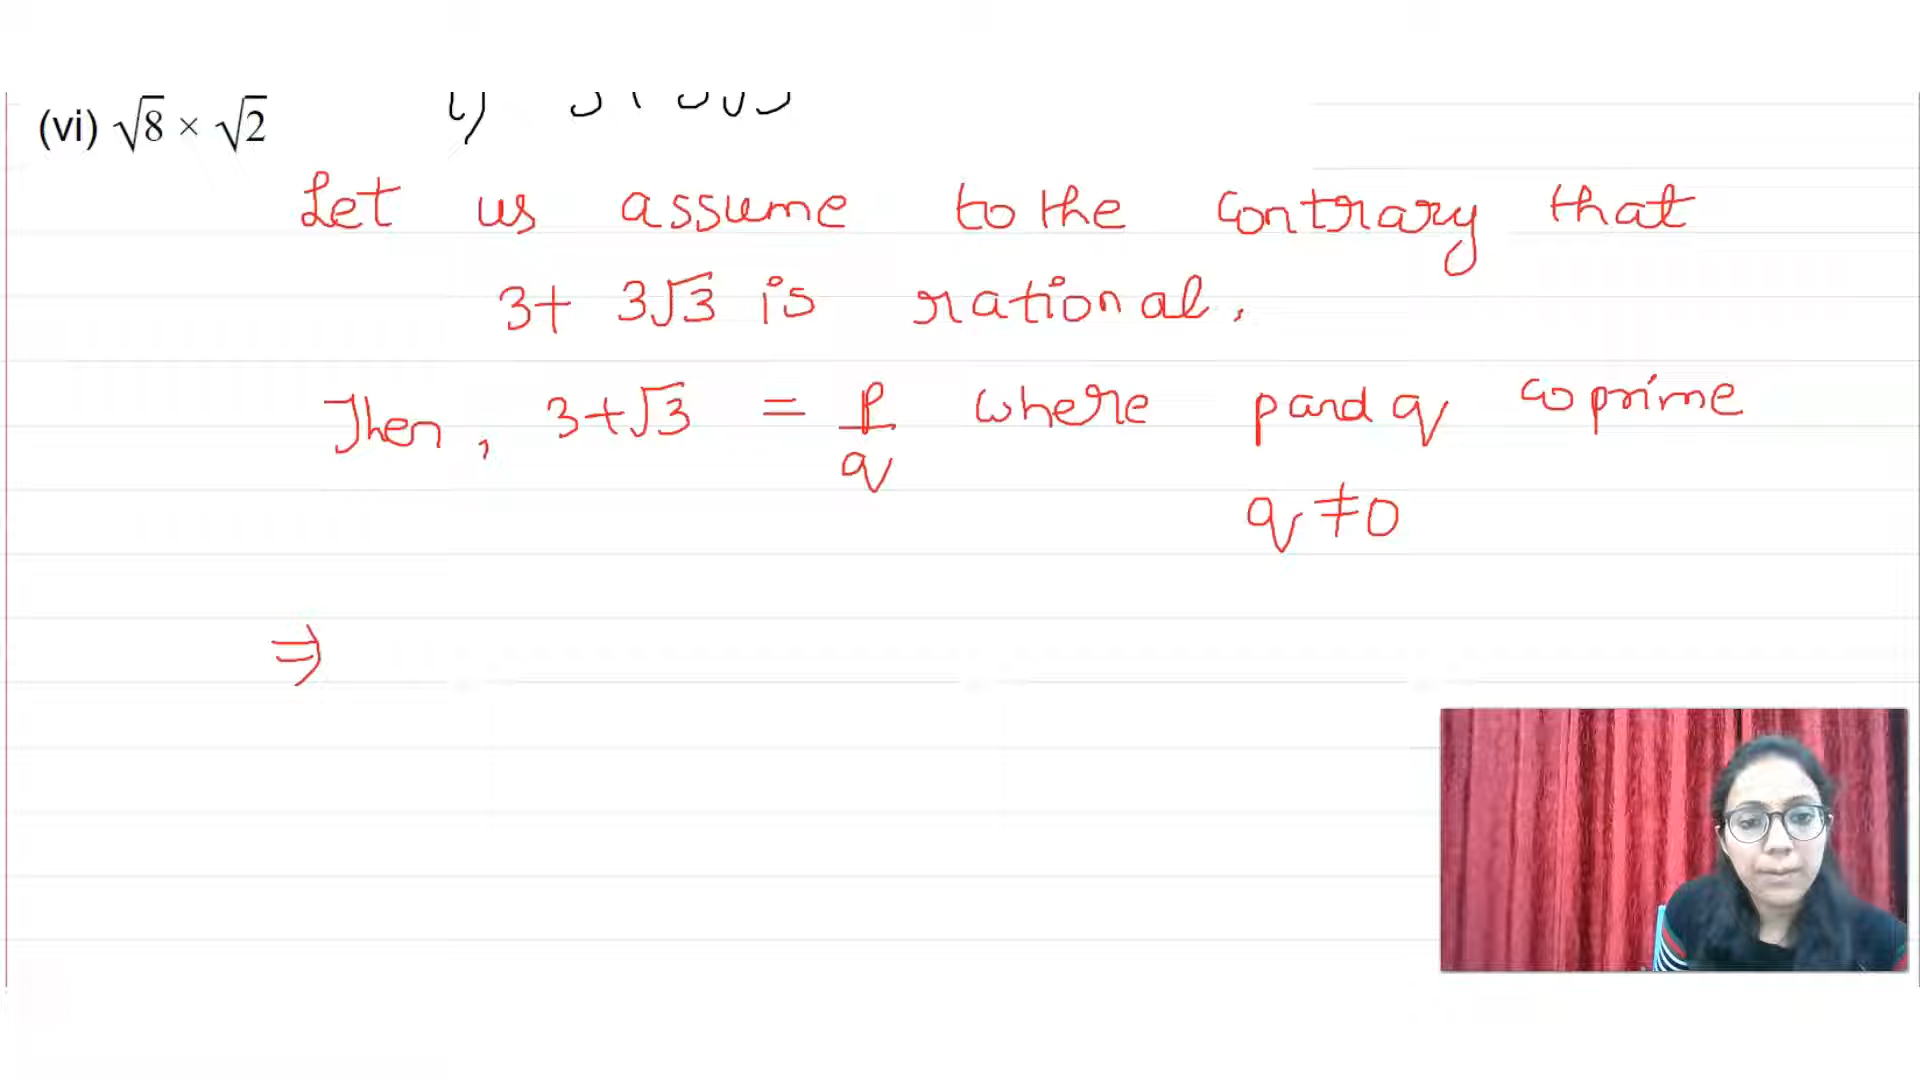 (vi) √8 × √2
Let us assume to the contrary that
3+ 3√3 is rational.
Then, 3+√3 = p/q where p and q coprime
q ≠ 0
⇒